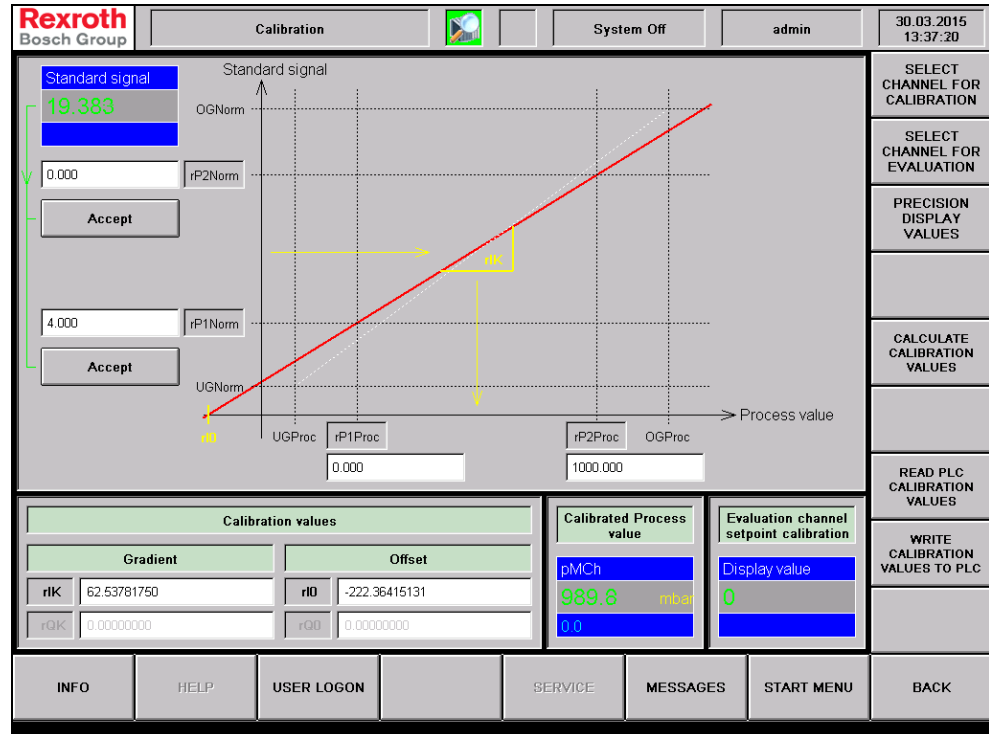 Rexroth
Bosch Group
Calibration
System Off
admin
30.03.2015
13:37:20
Standard signal
19.383
0.000
rP2Norm
Accept
4.000
rP1Norm
Accept
Standard signal
OGNorm
UGNorm
rIK
rI0
UGProc
rP1Proc
rP2Proc
OGProc
Process value
0.000
1000.000
SELECT
CHANNEL FOR
CALIBRATION
SELECT
CHANNEL FOR
EVALUATION
PRECISION
DISPLAY
VALUES
CALCULATE
CALIBRATION
VALUES
READ PLC
CALIBRATION
VALUES
WRITE
CALIBRATION
VALUES TO PLC
Calibration values
Gradient
Offset
rIK
62.53781750
rI0
-222.36415131
rQK
0.00000000
rQ0
0.00000000
Calibrated Process
value
pMCh
989.8 mbar
0.0
Evaluation channel
setpoint calibration
Display value
0
INFO
HELP
USER LOGON
SERVICE
MESSAGES
START MENU
BACK